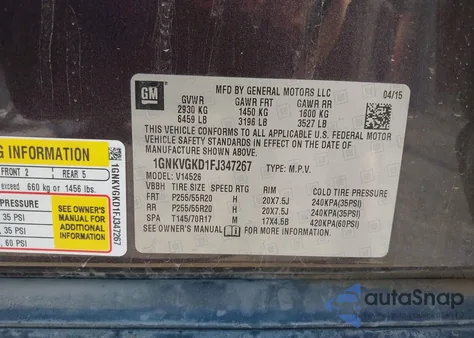 GM
MFD BY GENERAL MOTORS LLC
04/15
GVWR GAWR FRT GAWR RR
2930 KG 1450 KG 1600 KG
6459 LB 3196 LB 3527 LB
THIS VEHICLE CONFORMS TO ALL APPLICABLE U.S. FEDERAL MOTOR
VEHICLE SAFETY STANDARDS IN EFFECT ON THE DATE OF
MANUFACTURE SHOWN ABOVE.
1GNKVGKD1FJ347267 TYPE: M.P.V.
MODEL: V14526
VBBH TIRE SIZE SPEED RTG RIM COLD TIRE PRESSURE
FRT P255/55R20 H 20X7.5J 240KPA(35PSI)
RR P255/55R20 H 20X7.5J 240KPA(35PSI)
SPA T145/70R17 M 17X4.5B 420KPA(60PSI)
SEE OWNER'S MANUAL FOR MORE INFORMATION.
G INFORMATION
FRONT 2 REAR 5
exceed 660 kg or 1456 lbs.
SEE OWNER'S
MANUAL FOR
ADDITIONAL
INFORMATION
35 PSI
35 PSI
60 PSI
1GNKVGKD1FJ347267
autoSnap